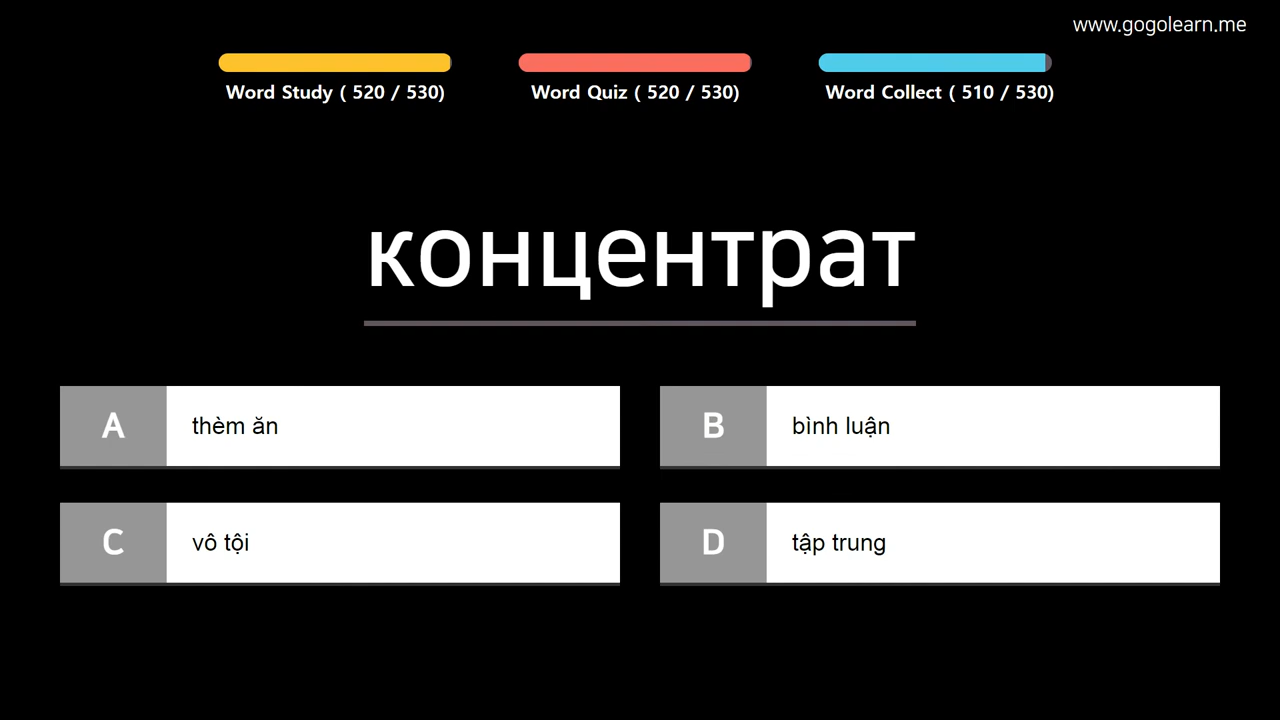 www.gogolearn.me
Word Study ( 520 / 530)
Word Quiz ( 520 / 530)
Word Collect ( 510 / 530)
концентрат
A thèm ăn
B bình luận
C vô tội
D tập trung